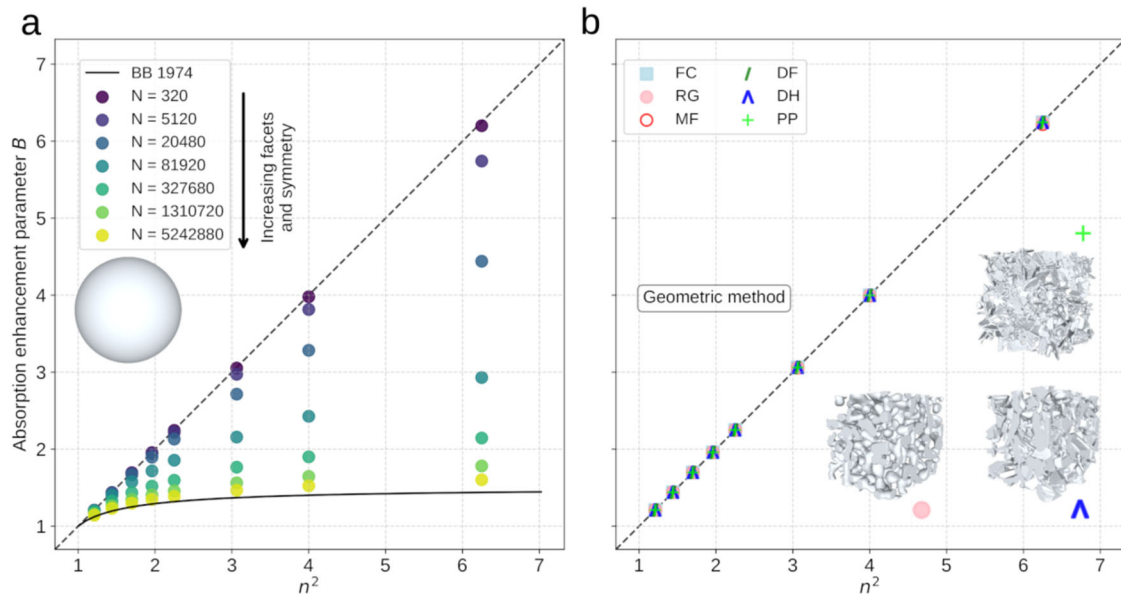 a
Absorption enhancement parameter B
7
6
5
4
3
2
1
BB 1974
N = 320
N = 5120
N = 20480
N = 81920
N = 327680
N = 1310720
N = 5242880
Increasing facets
and symmetry
1 2 3 4 5 6 7
n²
b
FC
RG
MF
DF
DH
PP
Geometric method
1 2 3 4 5 6 7
n²